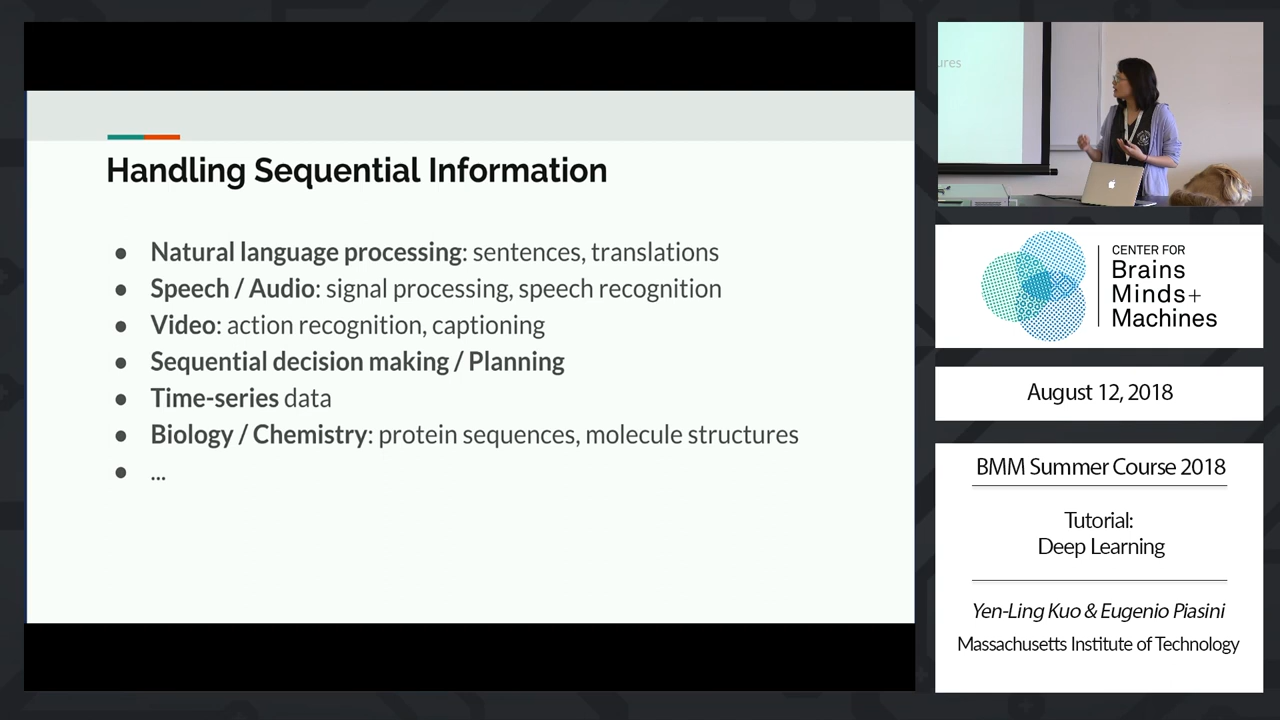 Handling Sequential Information
● Natural language processing: sentences, translations
● Speech / Audio: signal processing, speech recognition
● Video: action recognition, captioning
● Sequential decision making / Planning
● Time-series data
● Biology / Chemistry: protein sequences, molecule structures
● ...
ures
CENTER FOR
Brains
Minds+
Machines
August 12, 2018
BMM Summer Course 2018
Tutorial:
Deep Learning
Yen-Ling Kuo & Eugenio Piasini
Massachusetts Institute of Technology